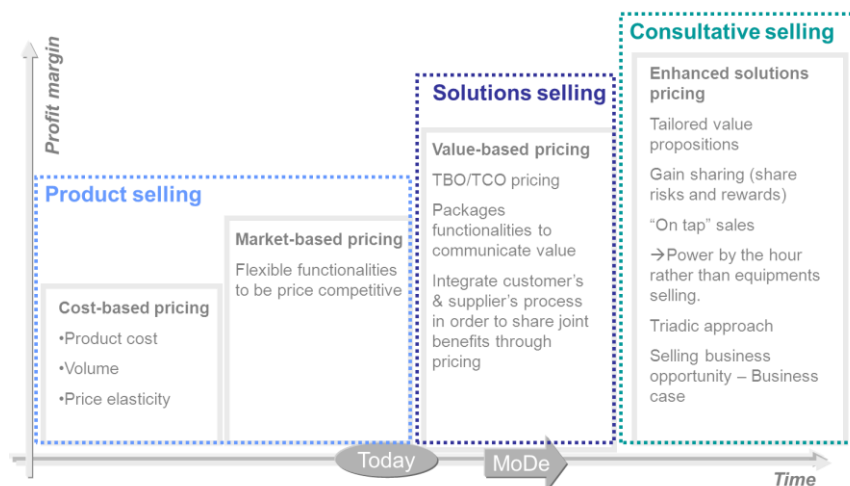 Profit margin
Product selling
Cost-based pricing
•Product cost
•Volume
•Price elasticity
Market-based pricing
Flexible functionalities
to be price competitive
Solutions selling
Value-based pricing
TBO/TCO pricing
Packages
functionalities to
communicate value
Integrate customer's
& supplier's process
in order to share joint
benefits through
pricing
Consultative selling
Enhanced solutions
pricing
Tailored value
propositions
Gain sharing (share
risks and rewards)
“On tap” sales
→Power by the hour
rather than equipments
selling.
Triadic approach
Selling business
opportunity – Business
case
Today
MoDe
Time